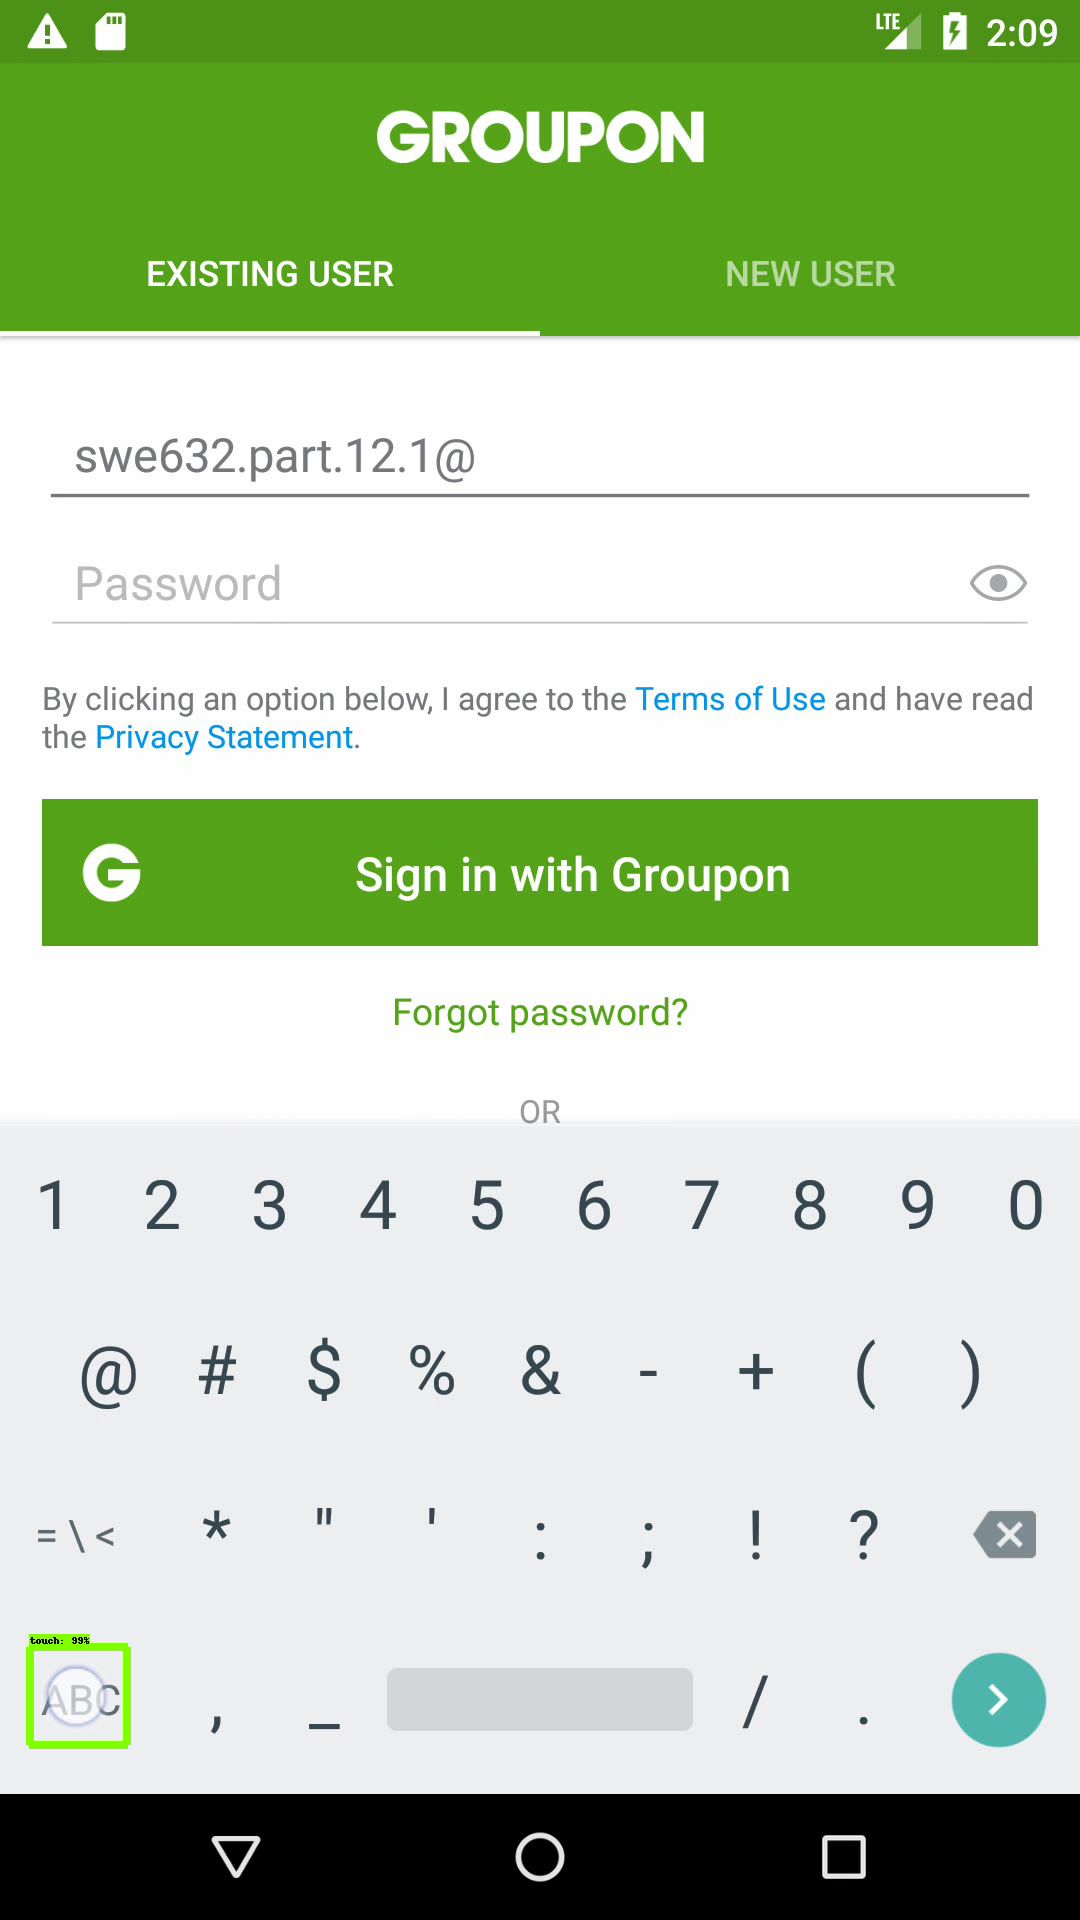 LTE 2:09
GROUPON
EXISTING USER NEW USER
swe632.part.12.1@
Password
By clicking an option below, I agree to the Terms of Use and have read
the Privacy Statement.
G Sign in with Groupon
Forgot password?
OR
1 2 3 4 5 6 7 8 9 0
@ # $ % & - + ( )
= \ < * " ' : ; ! ?
touch: 99%
ABC , _ / .